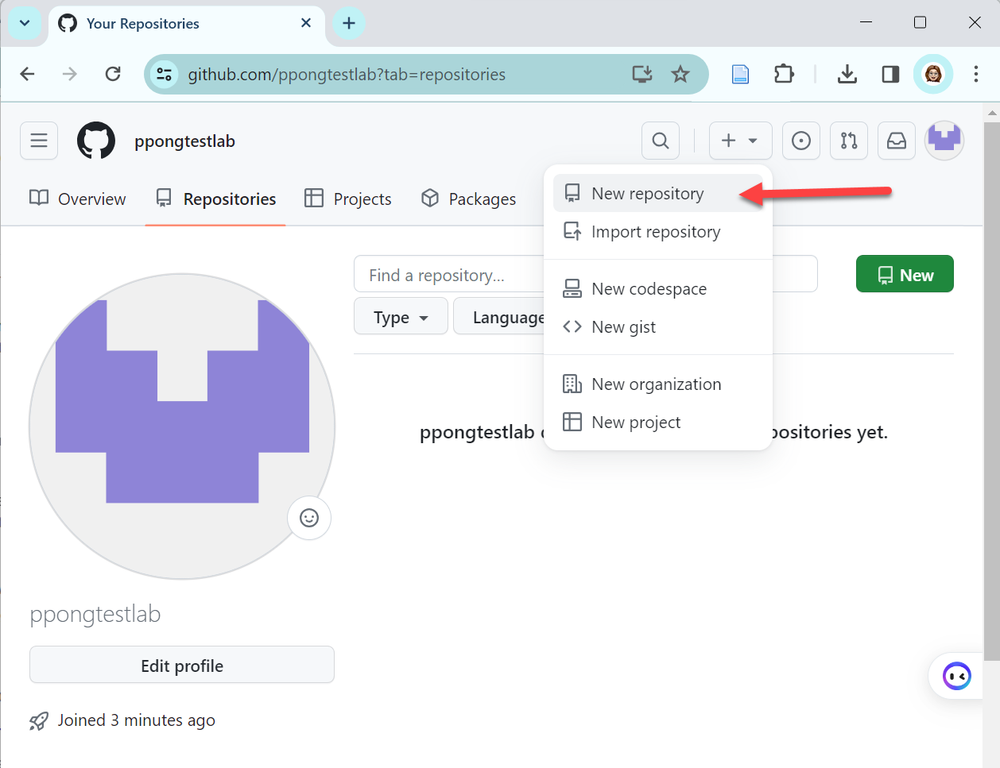 Your Repositories
github.com/ppongtestlab?tab=repositories
ppongtestlab
Overview
Repositories
Projects
Packages
New repository
Import repository
New codespace
New gist
New organization
New project
Find a repository...
New
Type
Language
ppongtestlab
positories yet.
ppongtestlab
Edit profile
Joined 3 minutes ago